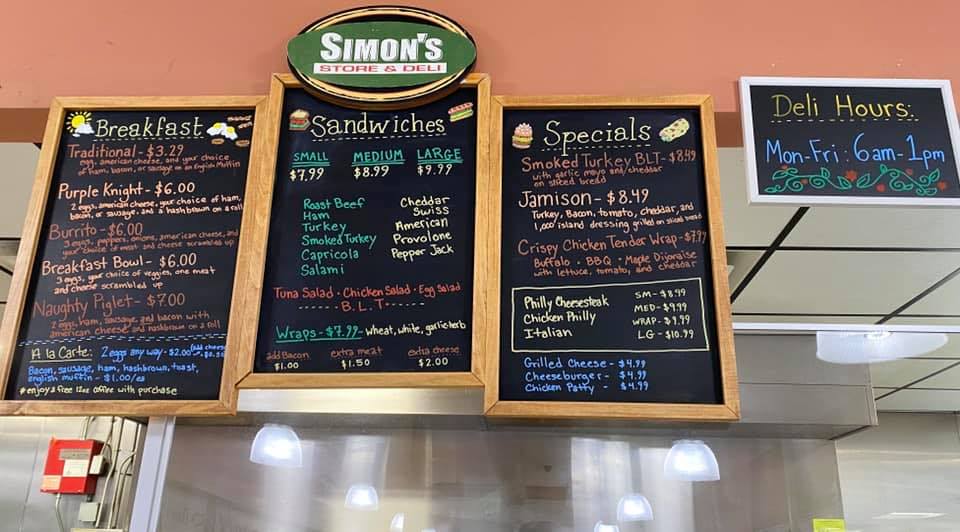 SIMON'S
STORE & DELI
Breakfast
Traditional - $3.29
egg, american cheese, and your choice
of ham, bacon, or sausage on an English Muffin
Purple Knight - $6.00
2 eggs, american cheese, your choice of ham,
bacon, or sausage, and a hashbrown on a roll
Burrito - $6.00
3 eggs, peppers, onions, american cheese, and
your choice of meat and cheese scrambled up
Breakfast Bowl - $6.00
3 eggs, your choice of veggies, one meat
and cheese scrambled up
Naughty Piglet - $7.00
2 eggs, ham, sausage, and bacon with
american cheese and hashbrown on a roll
A la Carte: 2 eggs any way - $2.00 (add cheese
Bacon, sausage, ham, hashbrown, toast,
english muffin - $1.00/ea
*enjoy a free 12oz coffee with purchase
Sandwiches
SMALL MEDIUM LARGE
$7.99 $8.99 $9.99
Roast Beef
Ham
Turkey
Smoked Turkey
Capricola
Salami
Cheddar
Swiss
American
Provolone
Pepper Jack
Tuna Salad · Chicken Salad · Egg Salad
B.L.T
Wraps - $7.99 - Wheat, white, garlic herb
add Bacon extra meat extra cheese
$1.00 $1.50 $2.00
Specials
Smoked Turkey BLT - $8.49
with garlic mayo and cheddar
on sliced bread
Jamison - $8.49
Turkey, Bacon, tomato, cheddar, and
1,000 island dressing grilled on sliced bread
Crispy Chicken Tender Wrap - $7.99
Buffalo · BBQ · Maple Dijonaise
with lettuce, tomato, and cheddar
Philly Cheesesteak
Chicken Philly
Italian
SM - $8.99
MED - $9.99
WRAP - $9.99
LG - $10.99
Grilled Cheese - $4.99
Cheeseburger - $4.99
Chicken Patty - $4.99
Deli Hours:
Mon-Fri: 6am-1pm